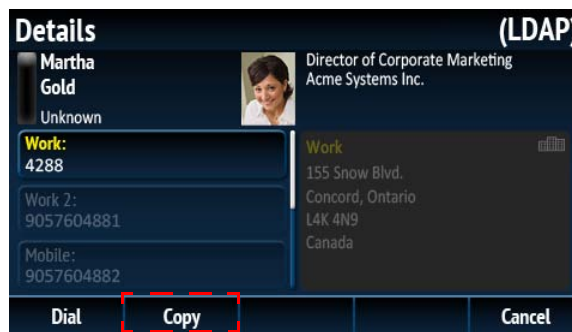 Details
(LDAP)
Martha
Gold
Unknown
Director of Corporate Marketing
Acme Systems Inc.
Work:
4288
Work 2:
9057604881
Mobile:
9057604882
Work
155 Snow Blvd.
Concord, Ontario
L4K 4N9
Canada
Dial
Copy
Cancel